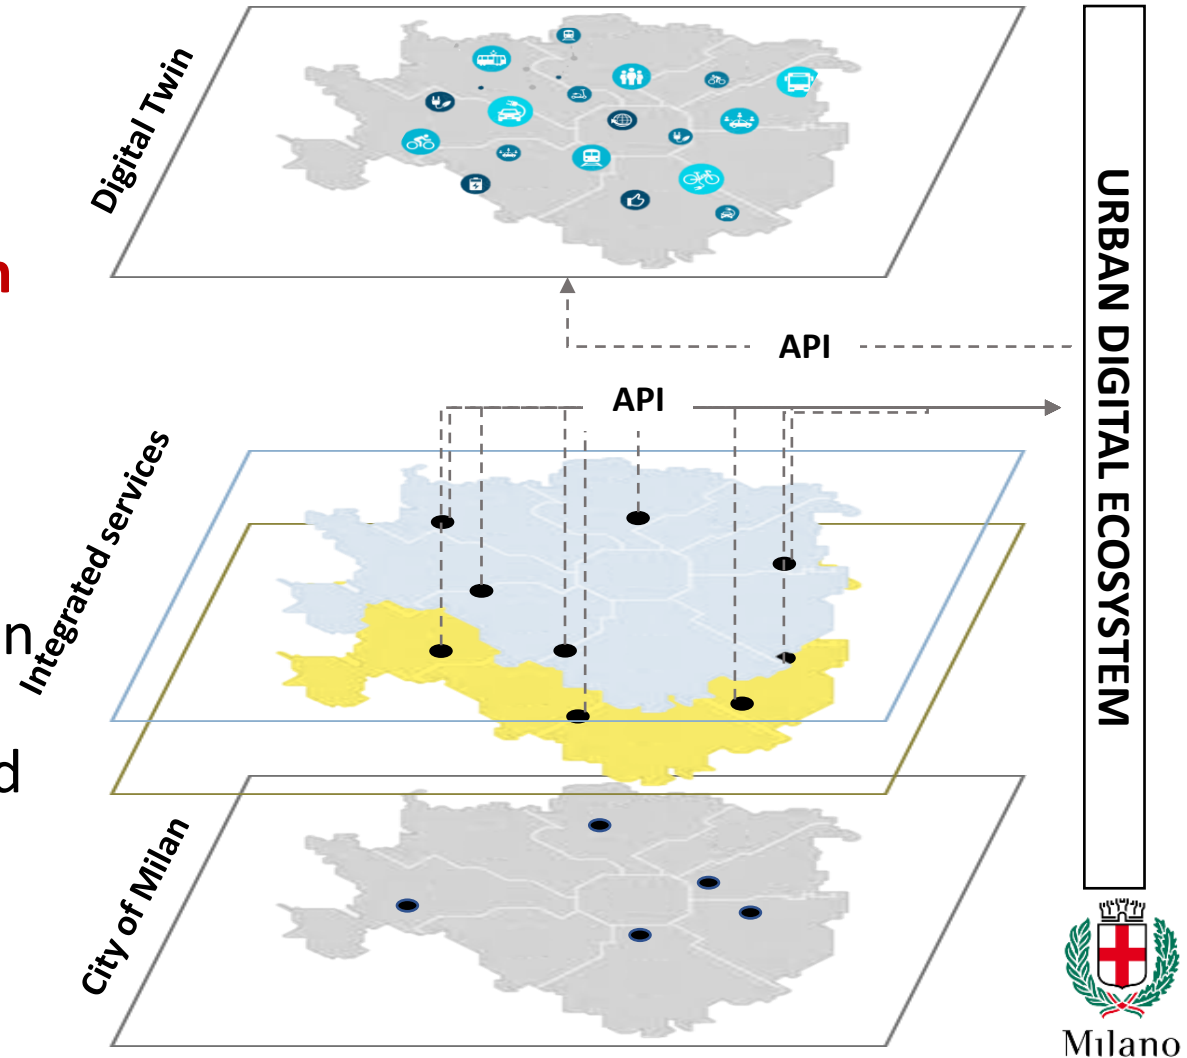 Digital Twin
n
API
API
Integrated services
n
d
City of Milan
URBAN DIGITAL ECOSYSTEM
Milano